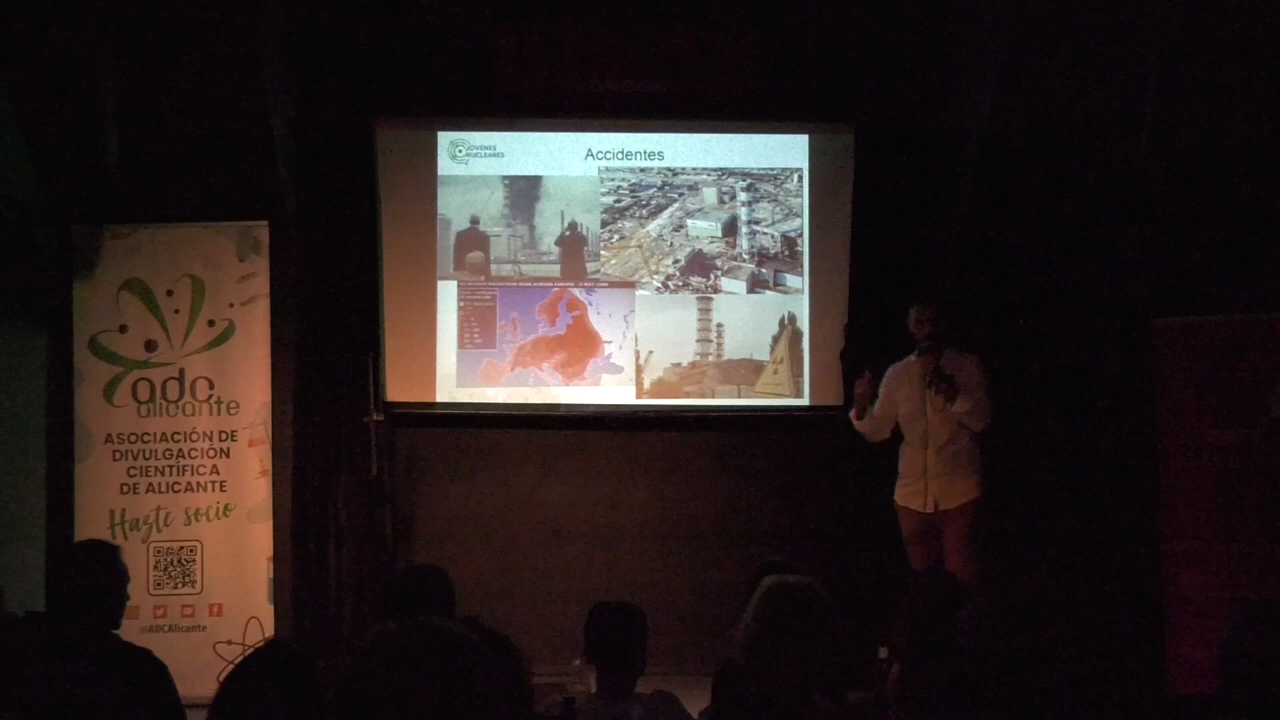 JÓVENES
NUCLEARES
Accidentes
adc
alicante
ASOCIACIÓN DE
DIVULGACIÓN
CIENTÍFICA
DE ALICANTE
Hazte socio
@ADCAlicante